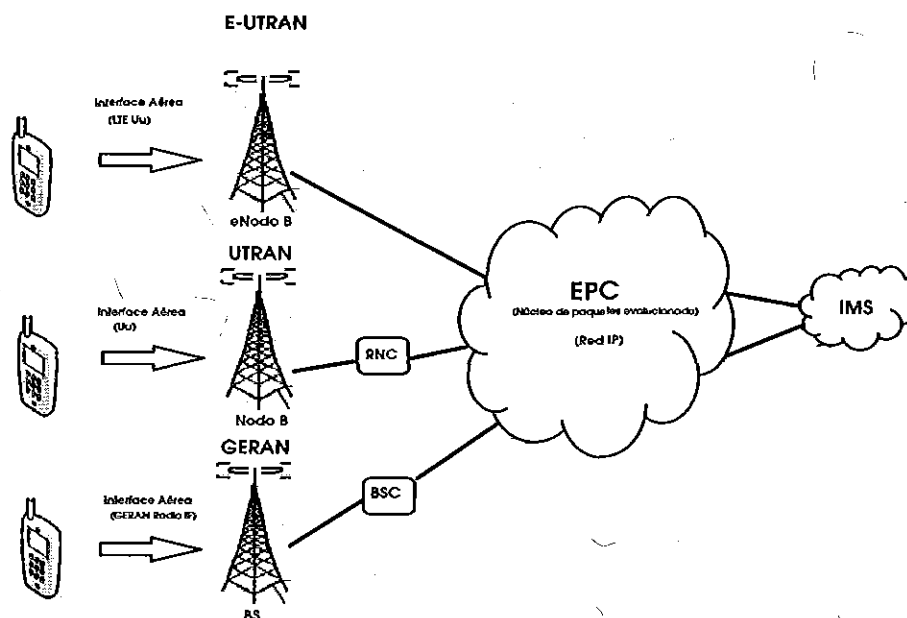 E-UTRAN
Interface Aérea
(LTE Uu)
eNodo B
UTRAN
Interface Aérea
(Uu)
Nodo B
RNC
GERAN
Interface Aérea
(GERAN Radio IF)
BS
BSC
EPC
(Núcleo de paquetes evolucionado)
(Red IP)
IMS